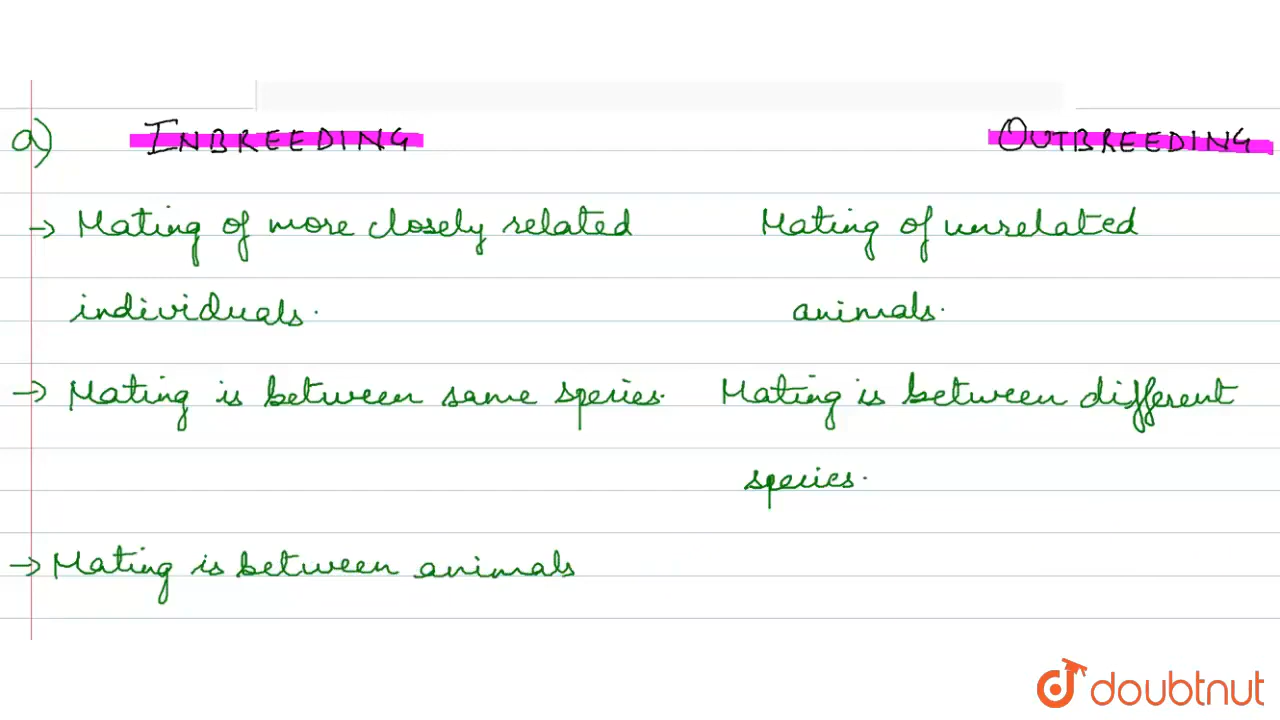 a) INBREEDING OUTBREEDING
→ Mating of more closely related Mating of unrelated
individuals. animals.
→ Mating is between same species. Mating is between different
species.
→ Mating is between animals
doubtnut